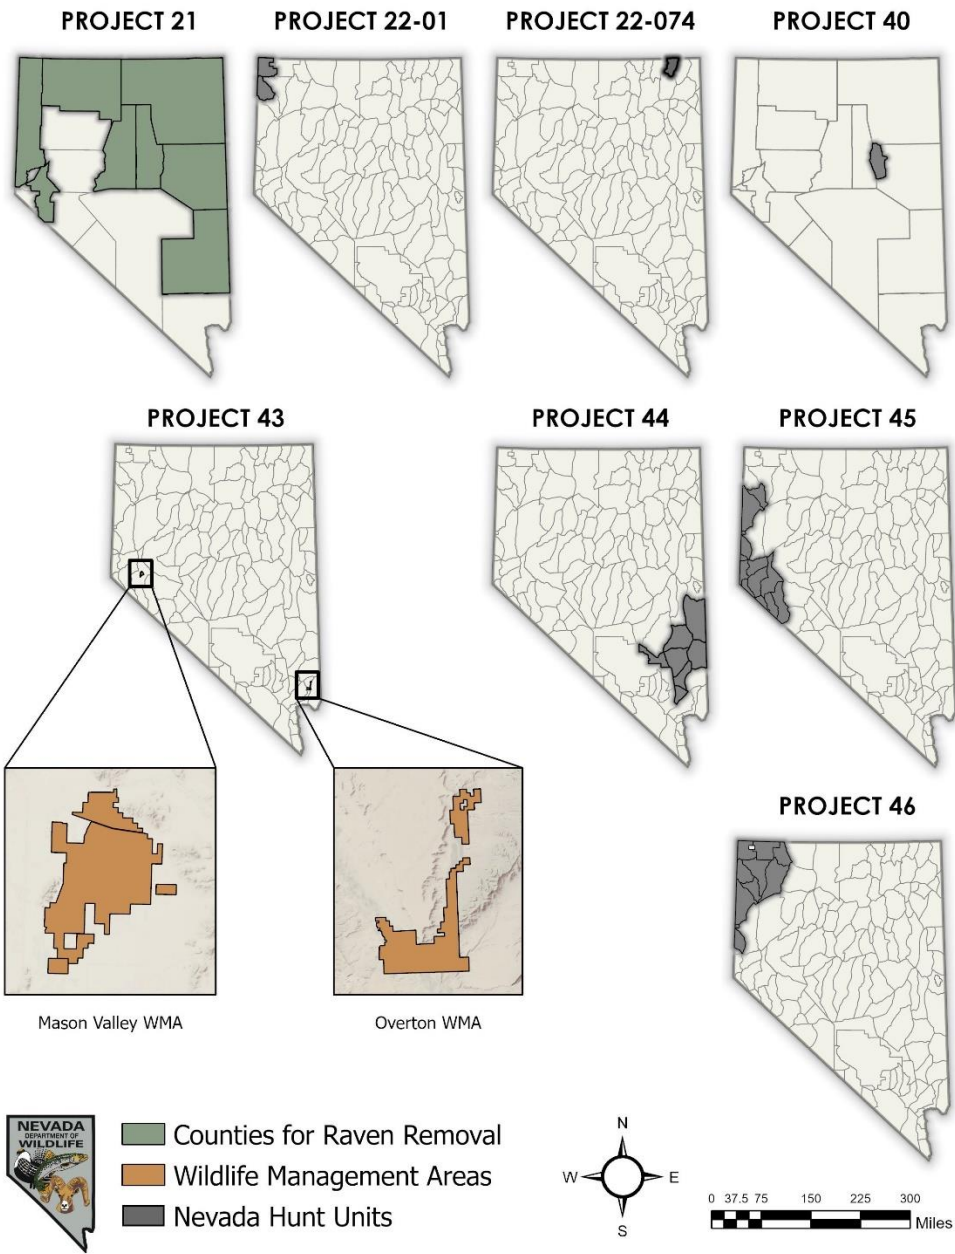 PROJECT 21
PROJECT 22-01
PROJECT 22-074
PROJECT 40
PROJECT 43
PROJECT 44
PROJECT 45
Mason Valley WMA
Overton WMA
PROJECT 46
NEVADA
DEPARTMENT OF
WILDLIFE
Counties for Raven Removal
Wildlife Management Areas
Nevada Hunt Units
N
W E
S
0 37.5 75 150 225 300
Miles